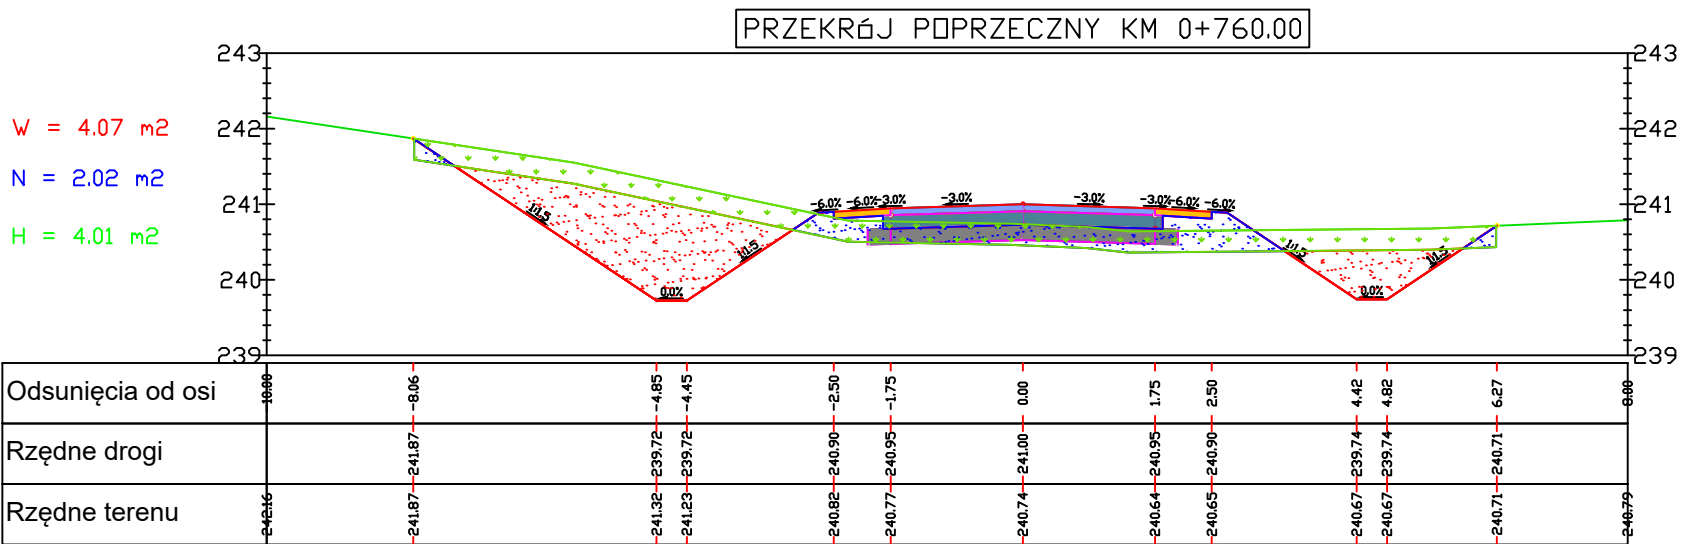 PRZEKRÓJ POPRZECZNY KM 0+760.00
243 243
W = 4.07 m2
242 242
N = 2.02 m2
241 241
-6.0% -6.0% -3.0% -3.0% -3.0% -3.0% -6.0% -6.0%
H = 4.01 m2
1:1.5 1:1.5 1:1.5 1:1.5
240 240
0.0% 0.0%
239 239
Odsunięcia od osi 10.00 -8.06 -4.85 -4.45 -2.50 -1.75 0.00 1.75 2.50 4.42 4.82 6.27 8.00
Rzędne drogi 241.87 239.72 239.72 240.90 240.95 241.00 240.95 240.90 239.74 239.74 240.71
Rzędne terenu 242.16 241.87 241.32 241.23 240.82 240.77 240.74 240.64 240.65 240.67 240.67 240.71 240.79